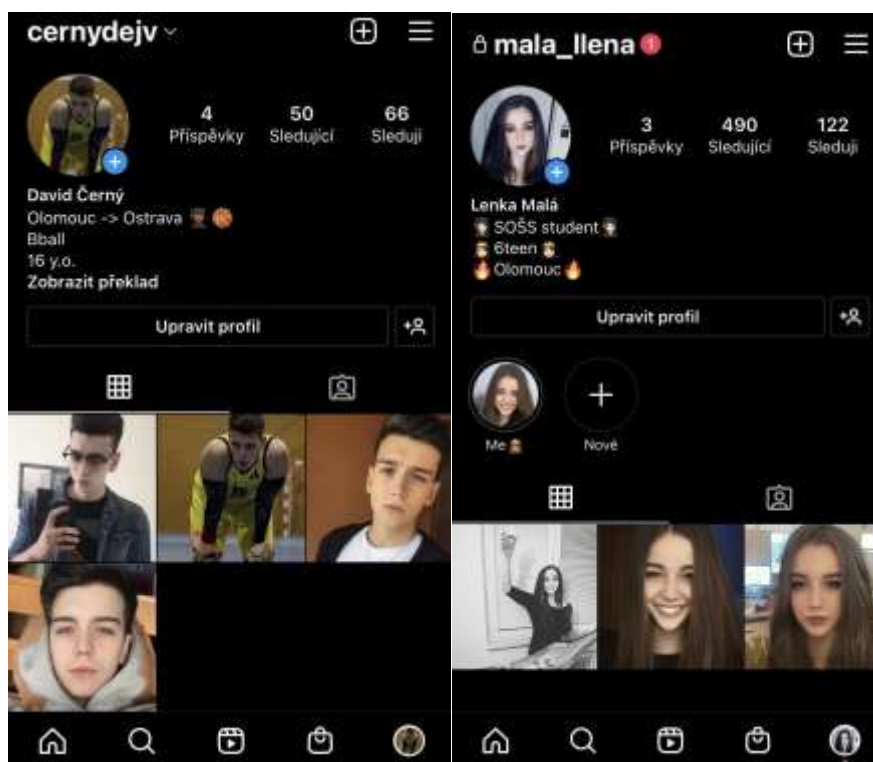 cernydejv
4 50 66
Příspěvky Sledující Sleduji
David Černý
Olomouc -> Ostrava
Bball
16 y.o.
Zobrazit překlad
Upravit profil
mala_llena 1
3 490 122
Příspěvky Sledující Sleduji
Lenka Malá
SOŠS student
6teen
Olomouc
Upravit profil
Me Nové